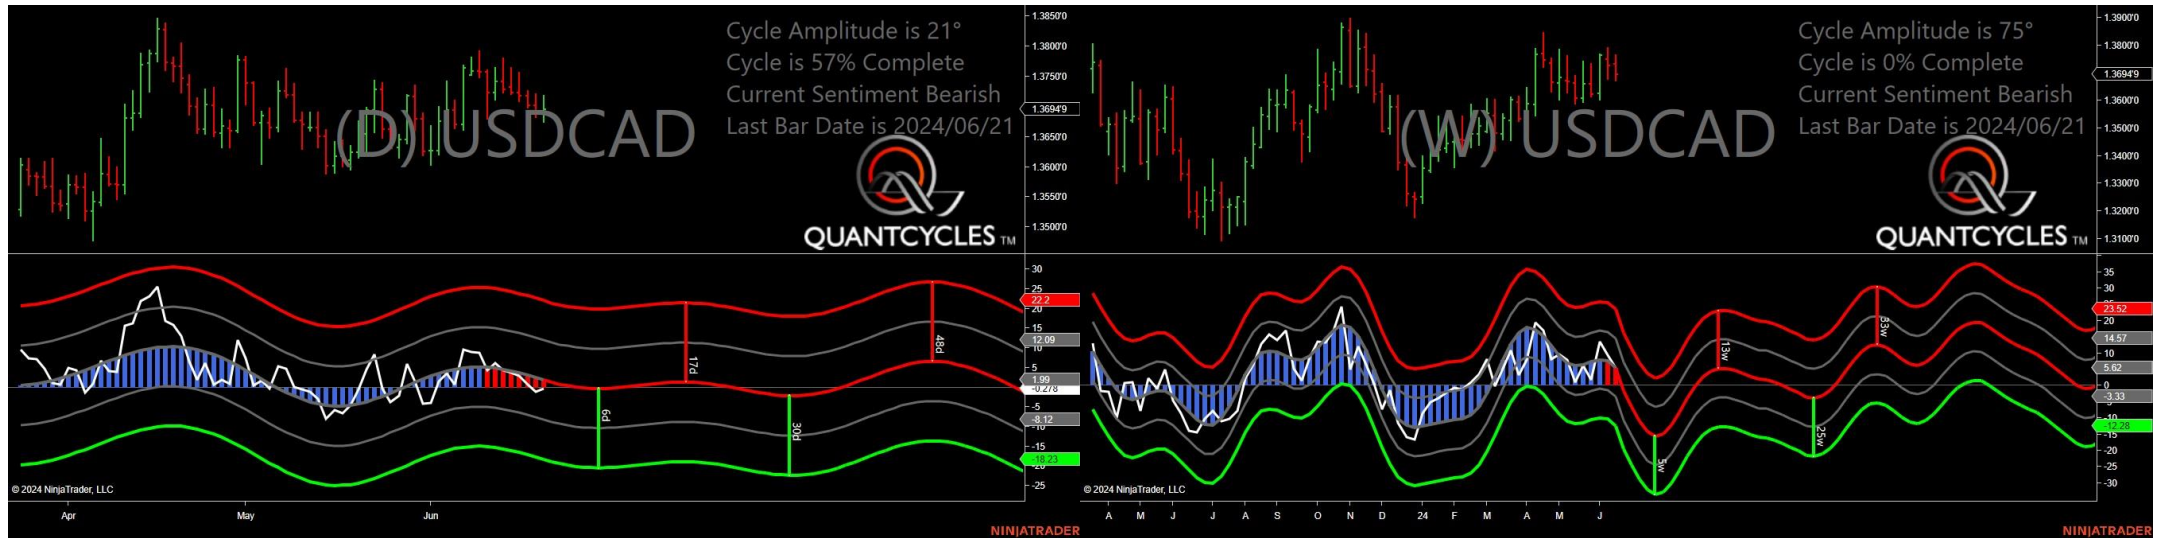 Cycle Amplitude is 21°
Cycle is 57% Complete
Current Sentiment Bearish
Last Bar Date is 2024/06/21
(D) USDCAD
QUANTCYCLES TM
1.3850'0
1.3800'0
1.3750'0
1.3694'9
1.3650'0
1.3600'0
1.3550'0
1.3500'0
30
25
22.2
20
15
12.09
10
5
1.99
-0.278
-5
-8.12
-10
-15
-18.23
-20
-25
6d
17d
30d
48d
© 2024 NinjaTrader, LLC
Apr May Jun
NINJATRADER
Cycle Amplitude is 75°
Cycle is 0% Complete
Current Sentiment Bearish
Last Bar Date is 2024/06/21
(W) USDCAD
QUANTCYCLES TM
1.3900'0
1.3800'0
1.3694'9
1.3600'0
1.3500'0
1.3400'0
1.3300'0
1.3200'0
1.3100'0
35
30
23.52
20
14.57
10
5.62
0
-3.33
-10
-12.28
-15
-20
-25
-30
5w
13w
25w
33w
© 2024 NinjaTrader, LLC
A M J J A S O N D 24 F M A M J
NINJATRADER